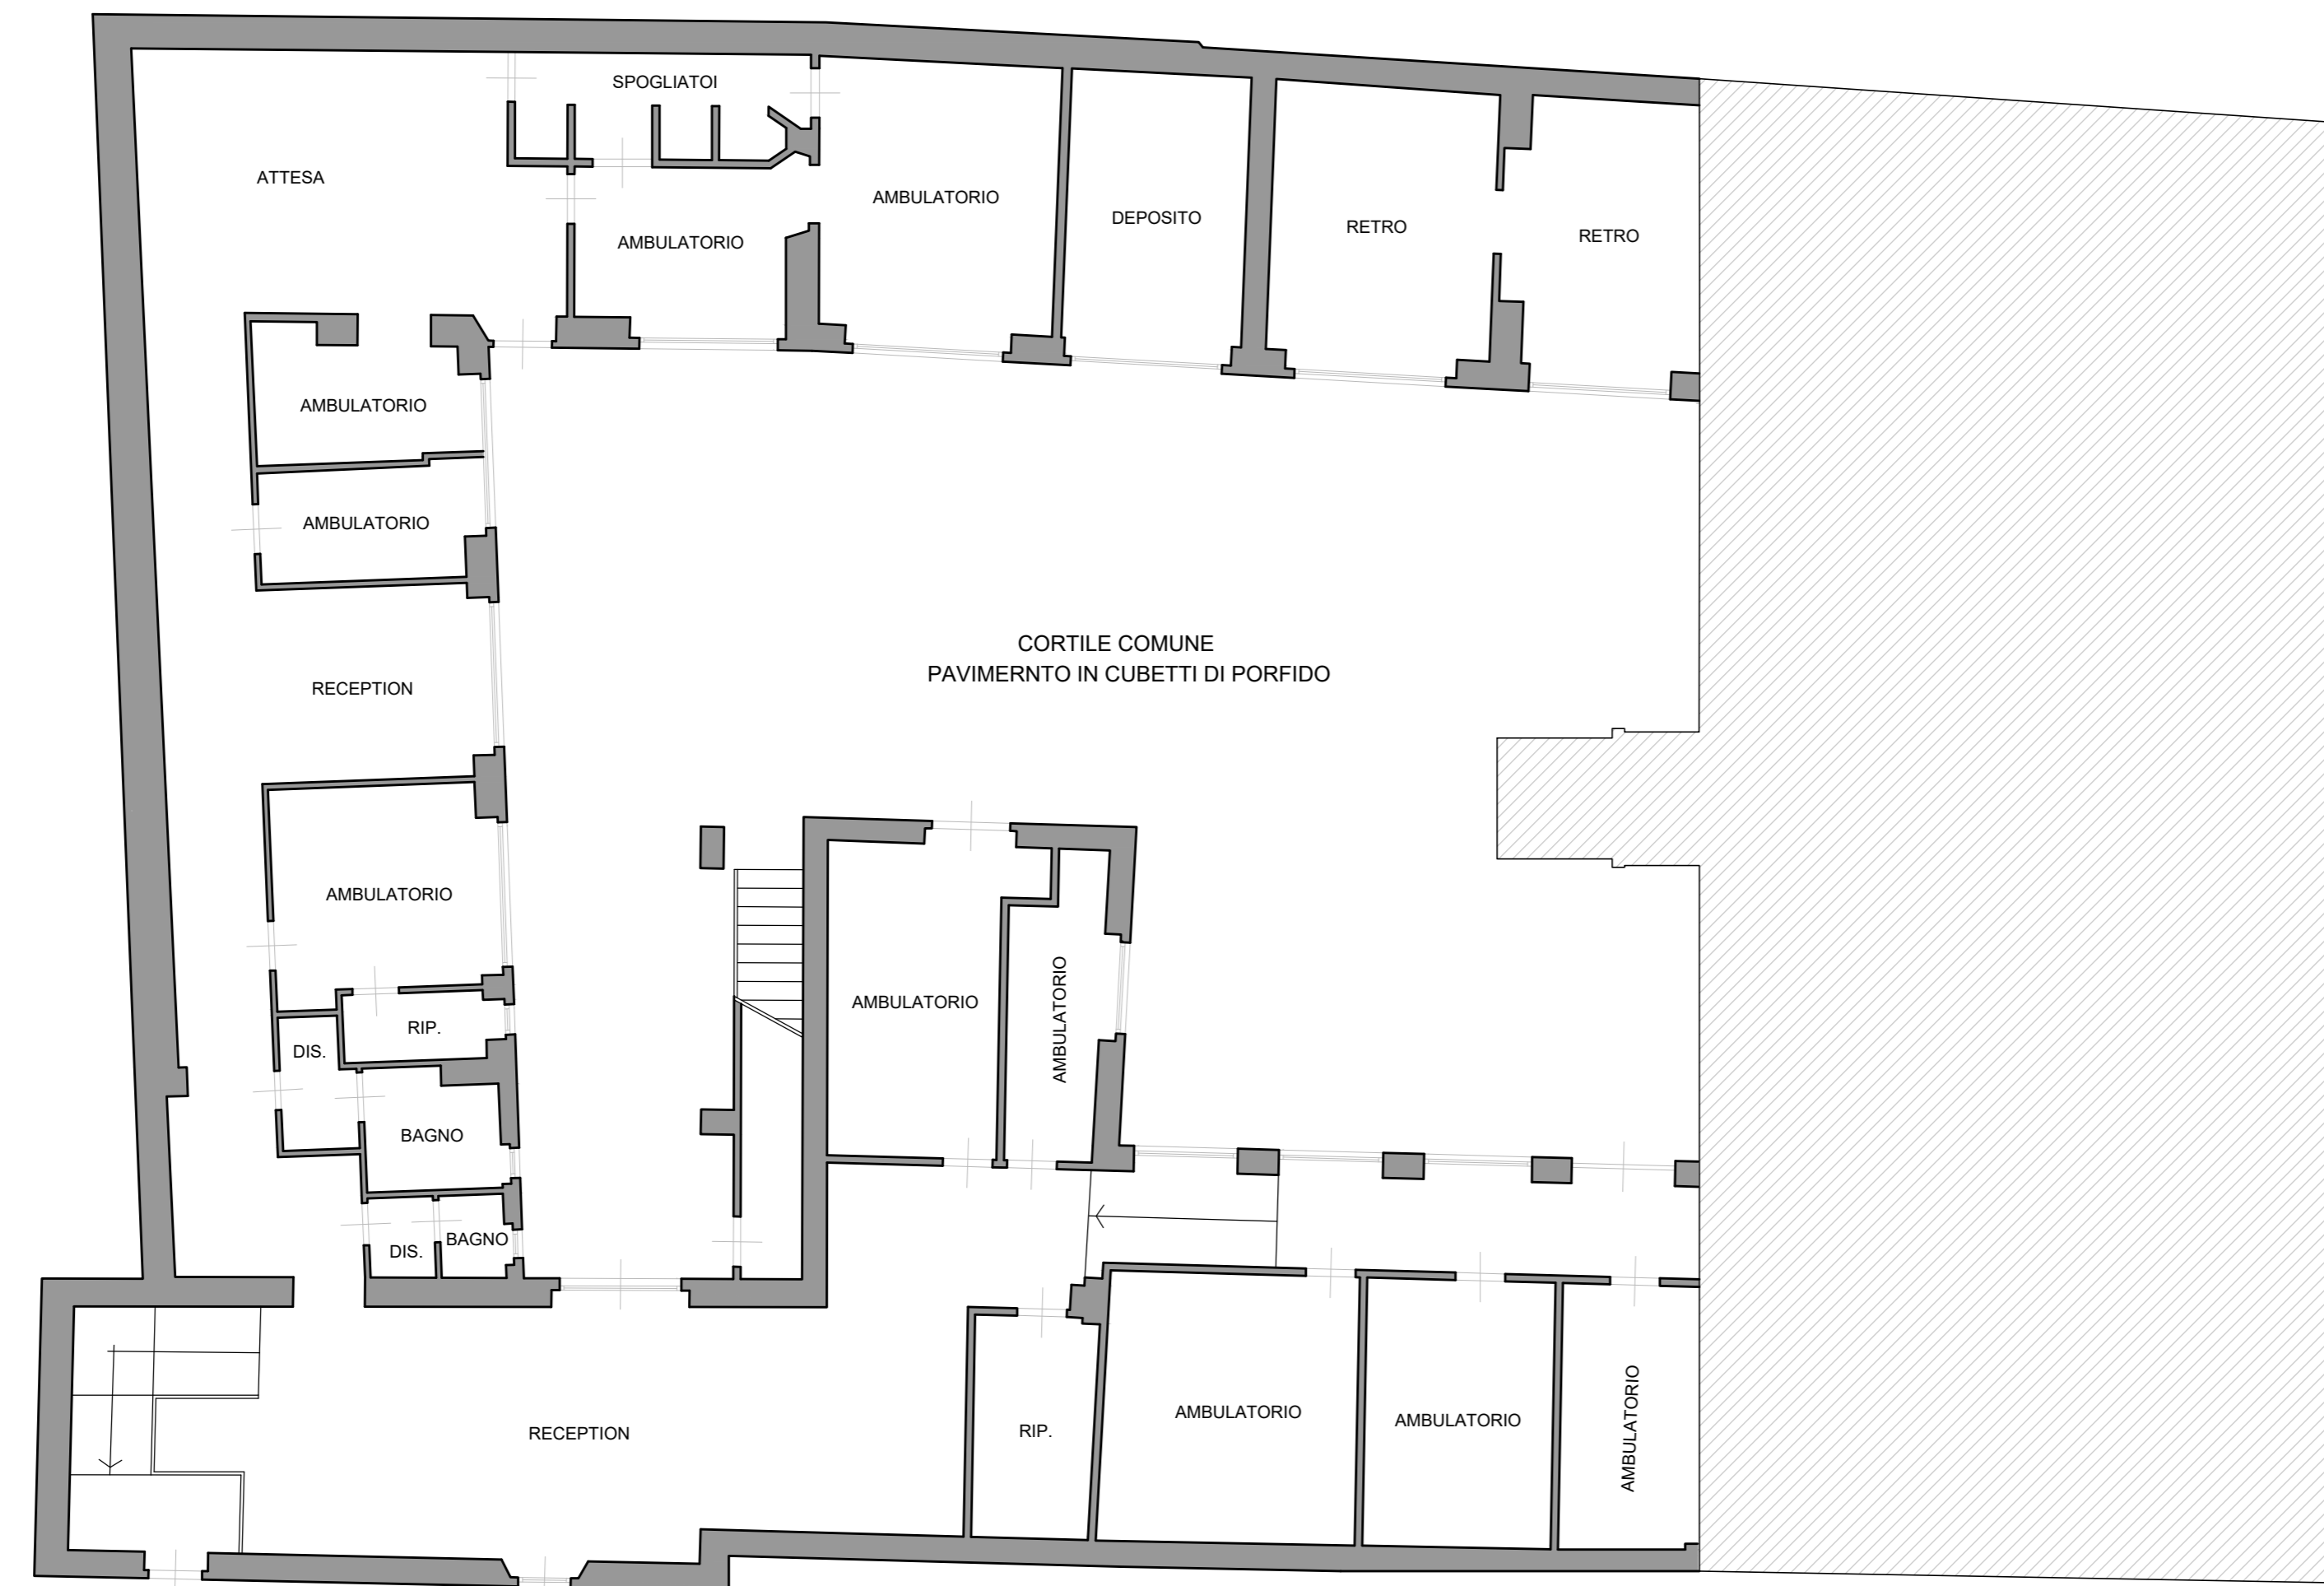 SPOGLIATOI
ATTESA
AMBULATORIO
AMBULATORIO
DEPOSITO
RETRO
RETRO
AMBULATORIO
AMBULATORIO
RECEPTION
CORTILE COMUNE
PAVIMERNTO IN CUBETTI DI PORFIDO
AMBULATORIO
RIP.
DIS.
BAGNO
DIS.
BAGNO
AMBULATORIO
AMBULATORIO
RECEPTION
RIP.
AMBULATORIO
AMBULATORIO
AMBULATORIO